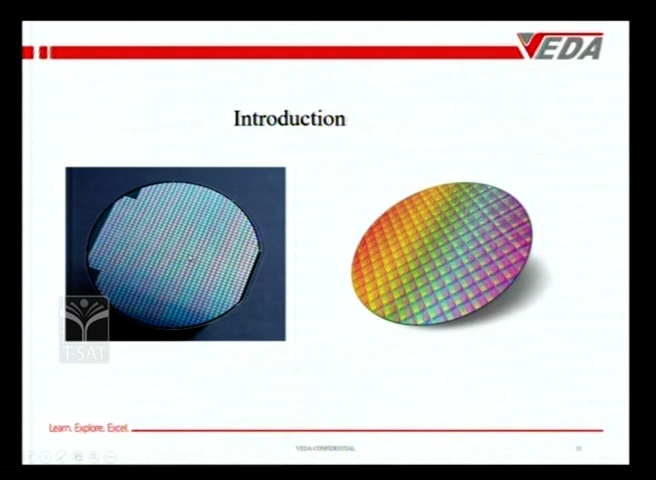 VEDA
Introduction
T-SAT
Learn. Explore. Excel.
VEDA-CONFIDENTIAL